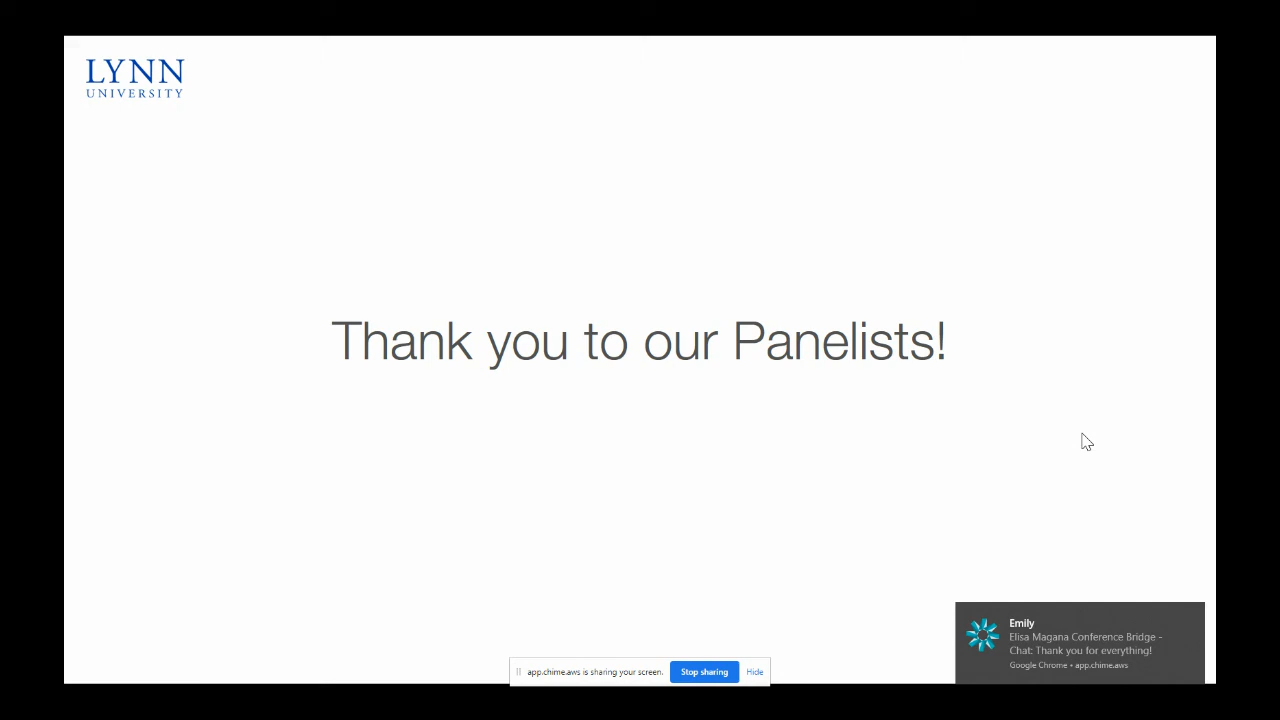 LYNN
UNIVERSITY
Thank you to our Panelists!
Emily
Elisa Magana Conference Bridge -
Chat: Thank you for everything!
Google Chrome • app.chime.aws
app.chime.aws is sharing your screen.
Stop sharing
Hide